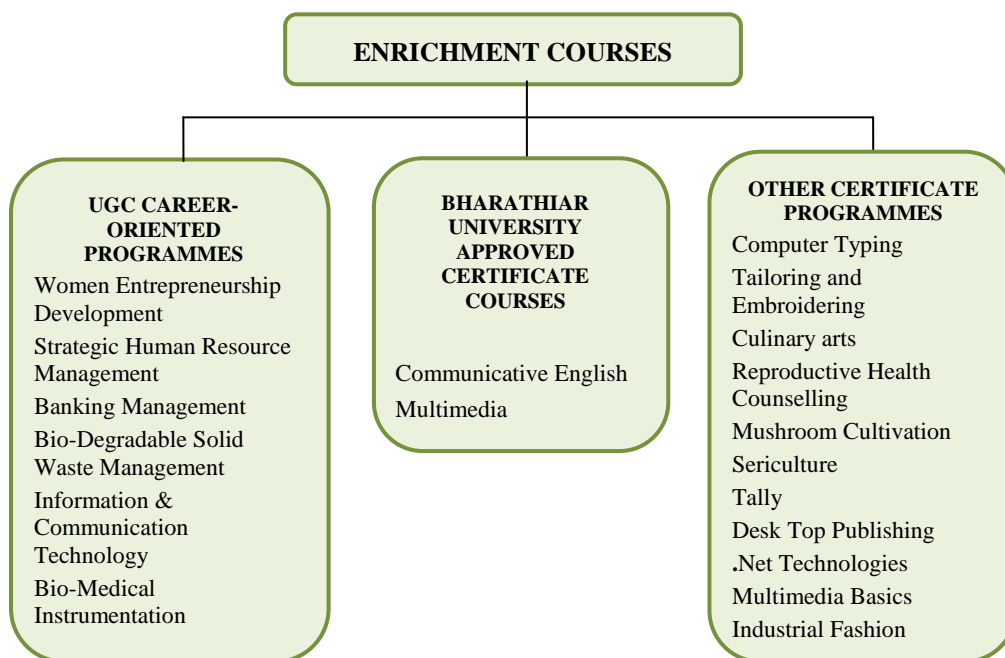 ENRICHMENT COURSES
UGC CAREER-
ORIENTED
PROGRAMMES
Women Entrepreneurship
Development
Strategic Human Resource
Management
Banking Management
Bio-Degradable Solid
Waste Management
Information &
Communication
Technology
Bio-Medical
Instrumentation
BHARATHIAR
UNIVERSITY
APPROVED
CERTIFICATE
COURSES
Communicative English
Multimedia
OTHER CERTIFICATE
PROGRAMMES
Computer Typing
Tailoring and
Embroidering
Culinary arts
Reproductive Health
Counselling
Mushroom Cultivation
Sericulture
Tally
Desk Top Publishing
.Net Technologies
Multimedia Basics
Industrial Fashion